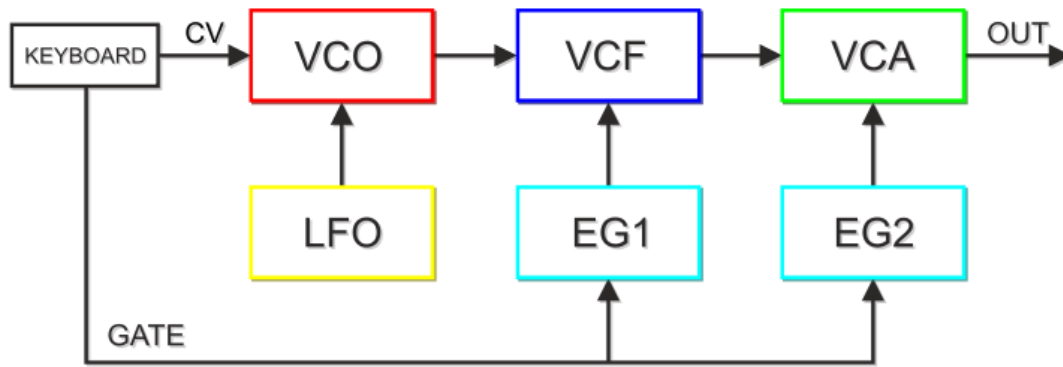 CV
OUT
KEYBOARD
VCO
VCF
VCA
LFO
EG1
EG2
GATE